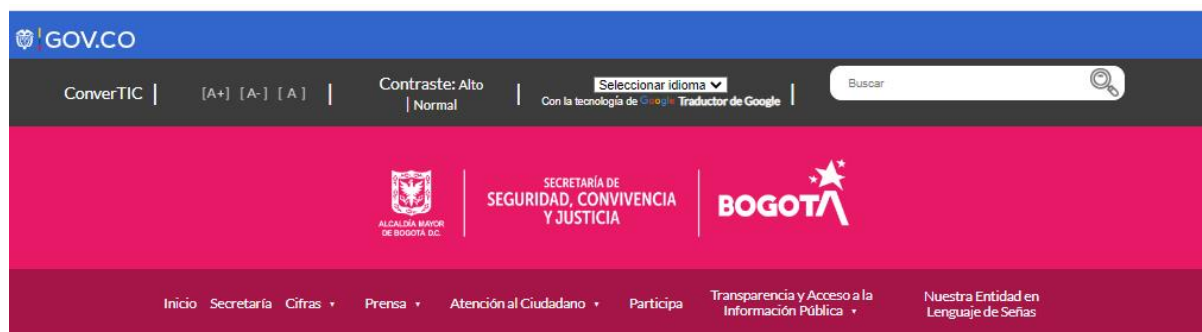 GOV.CO
ConverTIC |
[A+] [A-] [ A ] |
Contraste: Alto
| Normal
|
Seleccionar idioma
Con la tecnología de Google Traductor de Google |
Buscar
ALCALDÍA MAYOR
DE BOGOTÁ D.C.
SECRETARÍA DE
SEGURIDAD, CONVIVENCIA
Y JUSTICIA
BOGOTÁ
Inicio Secretaría Cifras Prensa Atención al Ciudadano Participa
Transparencia y Acceso a la
Información Pública
Nuestra Entidad en
Lenguaje de Señas